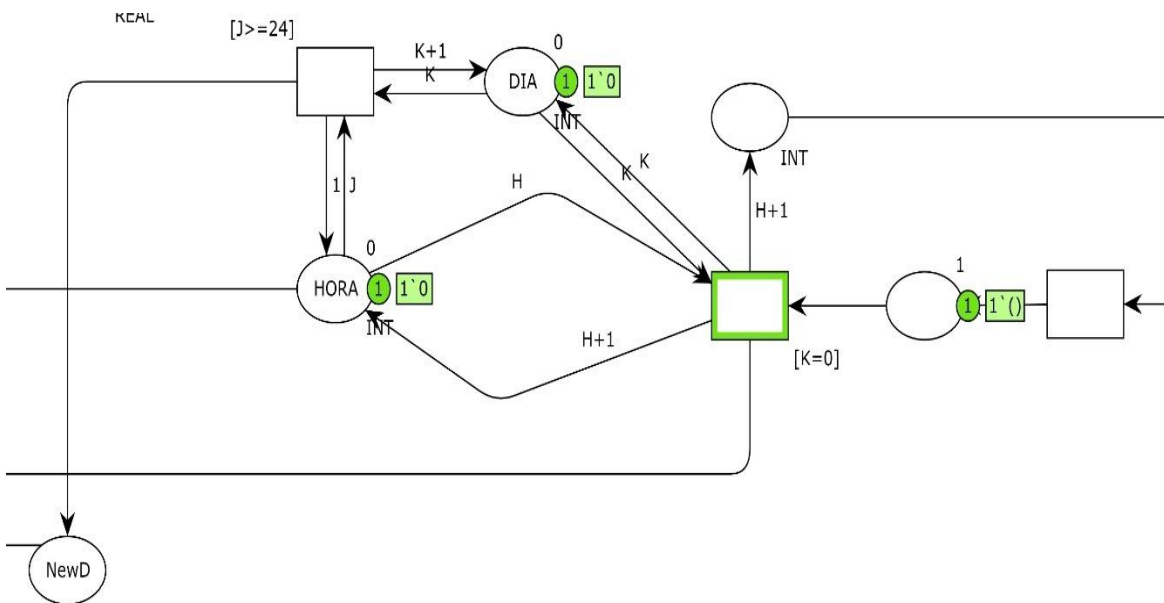 REAL
[J>=24]
K+1
K
0
DIA
1
1`0
INT
INT
K
K
H
H+1
1
J
0
HORA
1
1`0
INT
1
1
1`()
H+1
[K=0]
NewD